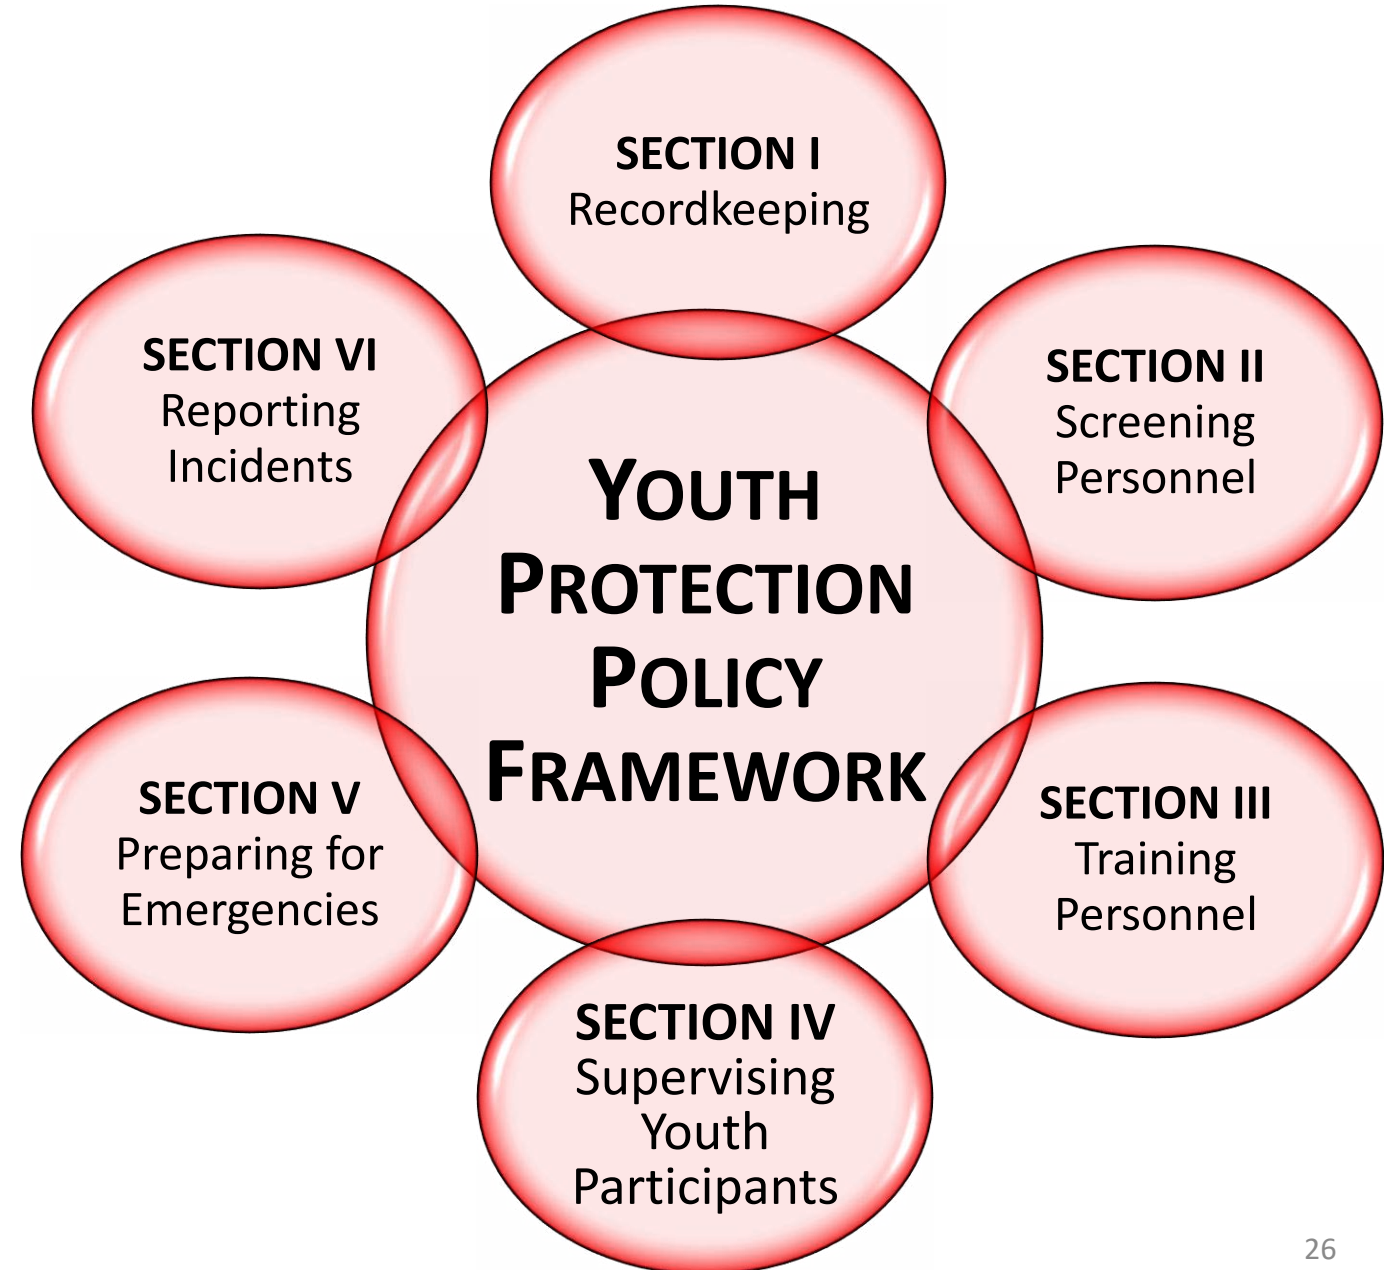 SECTION I
Recordkeeping
SECTION II
Screening
Personnel
SECTION III
Training
Personnel
SECTION IV
Supervising
Youth
Participants
SECTION V
Preparing for
Emergencies
SECTION VI
Reporting
Incidents
YOUTH
PROTECTION
POLICY
FRAMEWORK
26